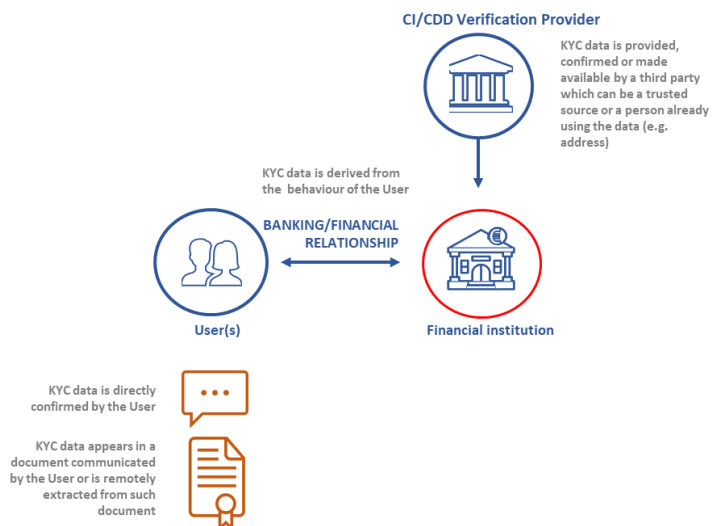 CI/CDD Verification Provider
KYC data is provided,
confirmed or made
available by a third party
which can be a trusted
source or a person already
using the data (e.g.
address)
KYC data is derived from
the behaviour of the User
BANKING/FINANCIAL
RELATIONSHIP
User(s)
Financial institution
KYC data is directly
confirmed by the User
KYC data appears in a
document communicated
by the User or is remotely
extracted from such
document